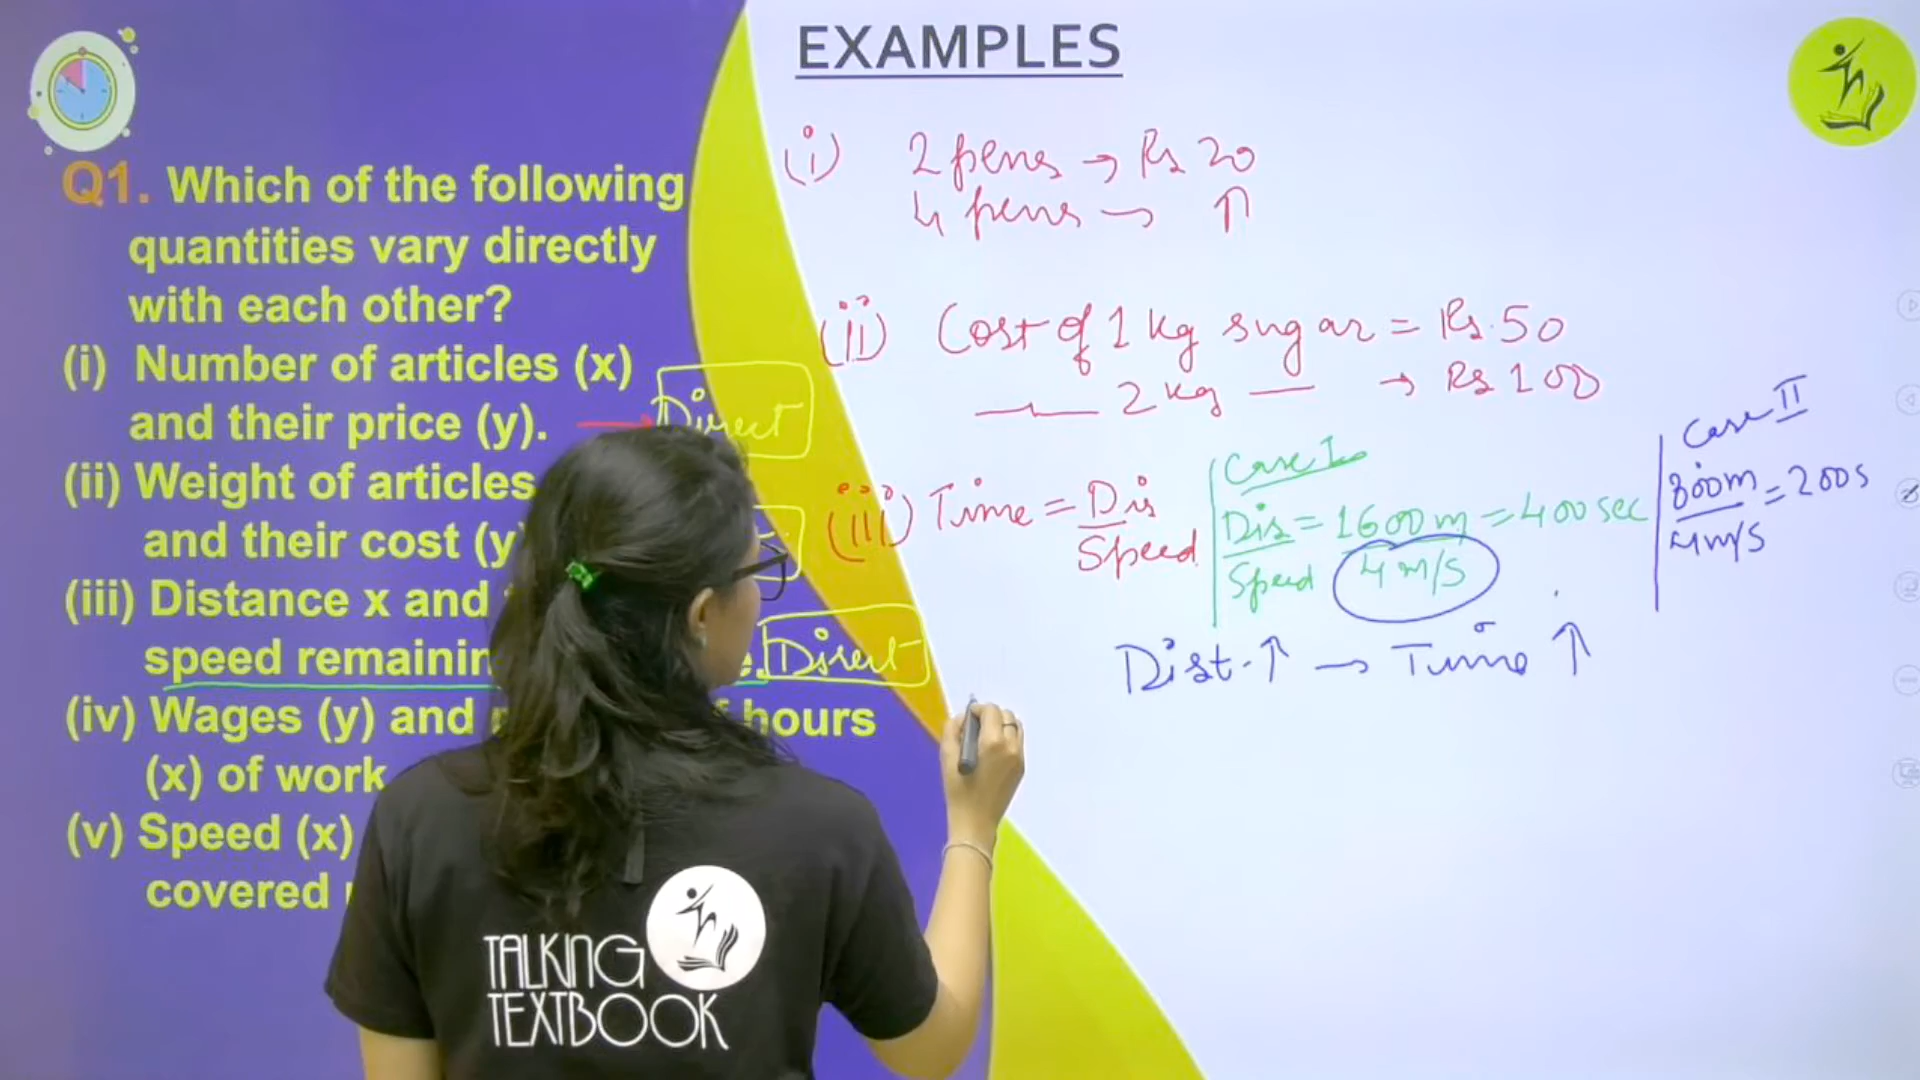 EXAMPLES
Q1. Which of the following
quantities vary directly
with each other?
(i) Number of articles (x)
and their price (y).
Direct
(ii) Weight of articles
and their cost (y
(iii) Distance x and
speed remainin
e.
Direct
(iv) Wages (y) and
hours
(x) of work
(v) Speed (x)
covered
(i) 2 pens → Rs 20
4 pens → ↑
(ii) Cost of 1 kg sugar = Rs. 50
2 kg → Rs 100
(iii) Time = Dis
Speed
Case I
Dis = 1600m = 400 sec
Speed 4 m/s
Case II
800m = 200s
4m/s
Dist. ↑ → Time ↑
TALKING
TEXTBOOK